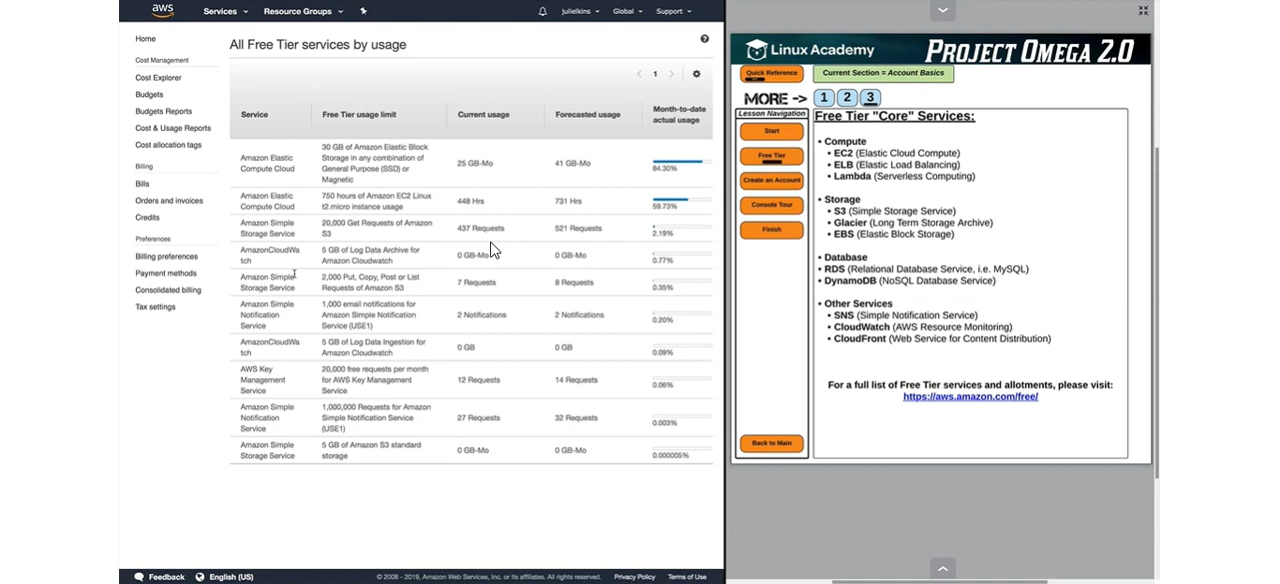 aws
Services
Resource Groups
julielkins
Global
Support
Home
Cost Management
Cost Explorer
Budgets
Budgets Reports
Cost & Usage Reports
Cost allocation tags
Billing
Bills
Orders and invoices
Credits
Preferences
Billing preferences
Payment methods
Consolidated billing
Tax settings
All Free Tier services by usage
1
Service
Free Tier usage limit
Current usage
Forecasted usage
Month-to-date
actual usage
Amazon Elastic
Compute Cloud
30 GB of Amazon Elastic Block
Storage in any combination of
General Purpose (SSD) or
Magnetic
25 GB-Mo
41 GB-Mo
84.30%
Amazon Elastic
Compute Cloud
750 hours of Amazon EC2 Linux
t2.micro instance usage
448 Hrs
731 Hrs
59.73%
Amazon Simple
Storage Service
20,000 Get Requests of Amazon
S3
437 Requests
521 Requests
2.19%
AmazonCloudWa
tch
5 GB of Log Data Archive for
Amazon Cloudwatch
0 GB-Mo
0 GB-Mo
0.77%
Amazon Simple
Storage Service
2,000 Put, Copy, Post or List
Requests of Amazon S3
7 Requests
8 Requests
0.35%
Amazon Simple
Notification
Service
1,000 email notifications for
Amazon Simple Notification
Service (USE1)
2 Notifications
2 Notifications
0.20%
AmazonCloudWa
tch
5 GB of Log Data Ingestion for
Amazon Cloudwatch
0 GB
0 GB
0.09%
AWS Key
Management
Service
20,000 free requests per month
for AWS Key Management
Service
12 Requests
14 Requests
0.06%
Amazon Simple
Notification
Service
1,000,000 Requests for Amazon
Simple Notification Service
(USE1)
27 Requests
32 Requests
0.003%
Amazon Simple
Storage Service
5 GB of Amazon S3 standard
storage
0 GB-Mo
0 GB-Mo
0.000005%
Feedback
English (US)
© 2008 - 2019, Amazon Web Services, Inc. or its affiliates. All rights reserved.
Privacy Policy
Terms of Use
Linux Academy
PROJECT OMEGA 2.0
Quick Reference
Current Section = Account Basics
MORE ->
1
2
3
Lesson Navigation
Start
Free Tier
Create an Account
Console Tour
Finish
Back to Main
Free Tier "Core" Services:
• Compute
• EC2 (Elastic Cloud Compute)
• ELB (Elastic Load Balancing)
• Lambda (Serverless Computing)
• Storage
• S3 (Simple Storage Service)
• Glacier (Long Term Storage Archive)
• EBS (Elastic Block Storage)
• Database
• RDS (Relational Database Service, i.e. MySQL)
• DynamoDB (NoSQL Database Service)
• Other Services
• SNS (Simple Notification Service)
• CloudWatch (AWS Resource Monitoring)
• CloudFront (Web Service for Content Distribution)
For a full list of Free Tier services and allotments, please visit:
https://aws.amazon.com/free/